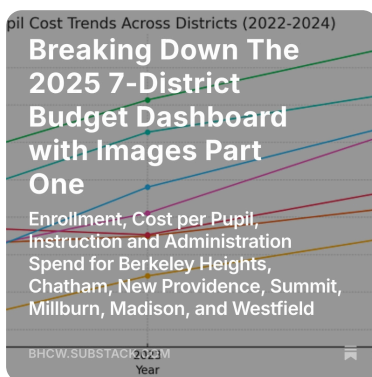 pil Cost Trends Across Districts (2022-2024)
Breaking Down The
2025 7-District
Budget Dashboard
with Images Part
One
Enrollment, Cost per Pupil,
Instruction and Administration
Spend for Berkeley Heights,
Chatham, New Providence, Summit,
Millburn, Madison, and Westfield
BHCW.SUBSTACK.COM
2023
Year